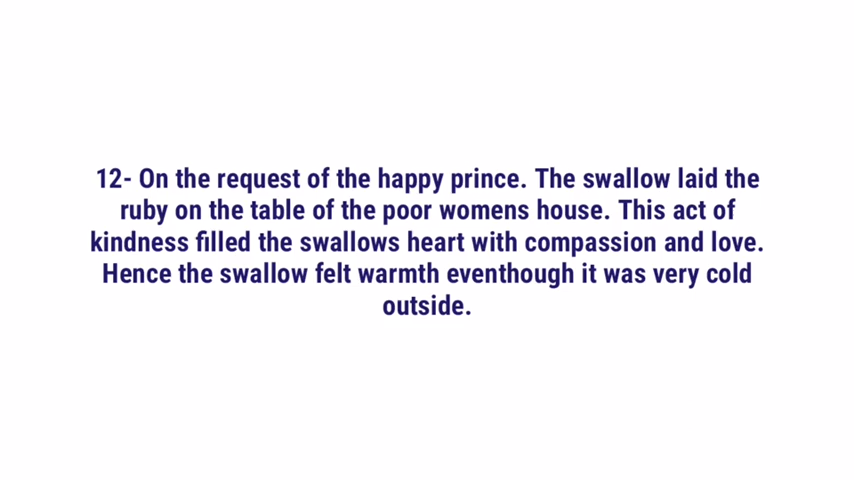 12- On the request of the happy prince. The swallow laid the
ruby on the table of the poor womens house. This act of
kindness filled the swallows heart with compassion and love.
Hence the swallow felt warmth eventhough it was very cold
outside.